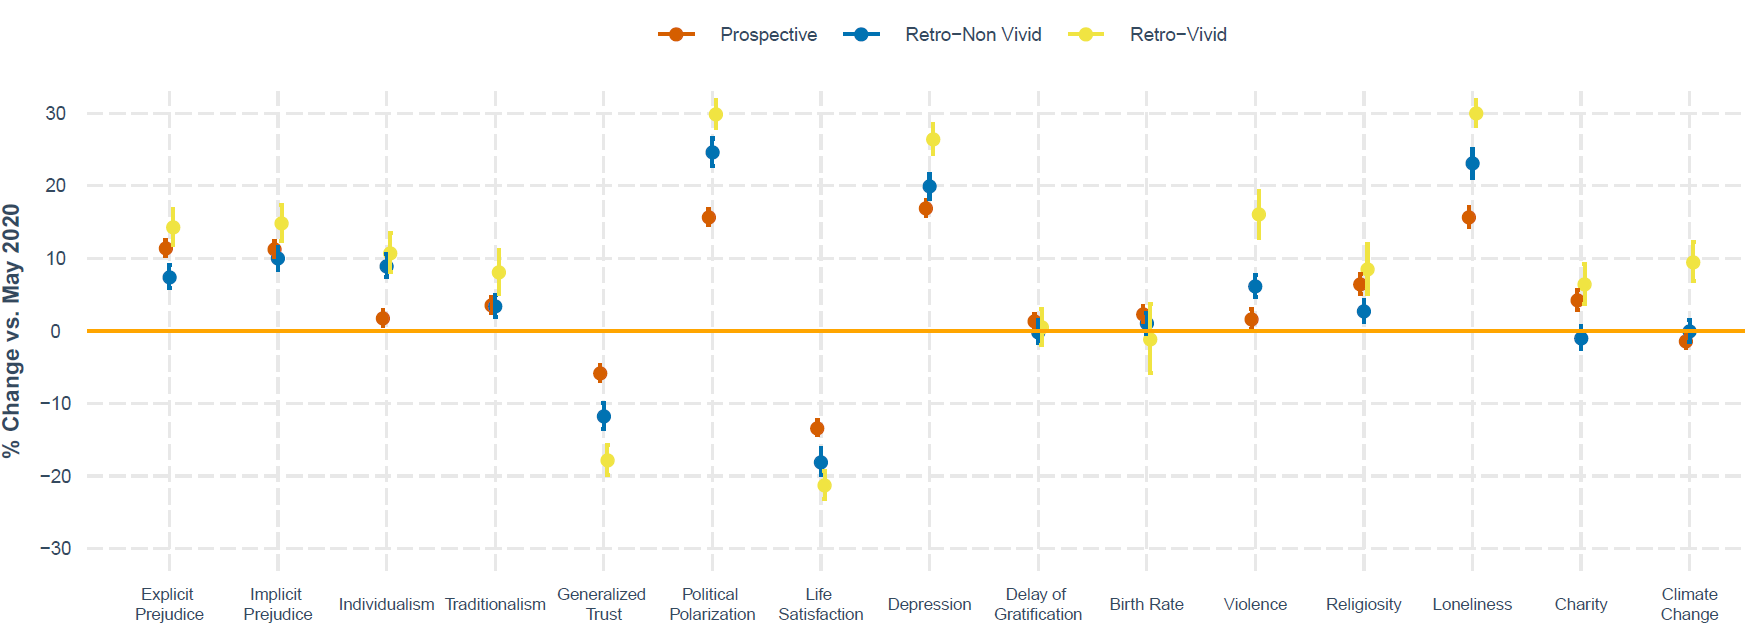 Prospective Retro−Non Vivid Retro−Vivid
% Change vs. May 2020
30
20
10
0
−10
−20
−30
Explicit Prejudice
Implicit Prejudice
Individualism
Traditionalism
Generalized Trust
Political Polarization
Life Satisfaction
Depression
Delay of Gratification
Birth Rate
Violence
Religiosity
Loneliness
Charity
Climate Change